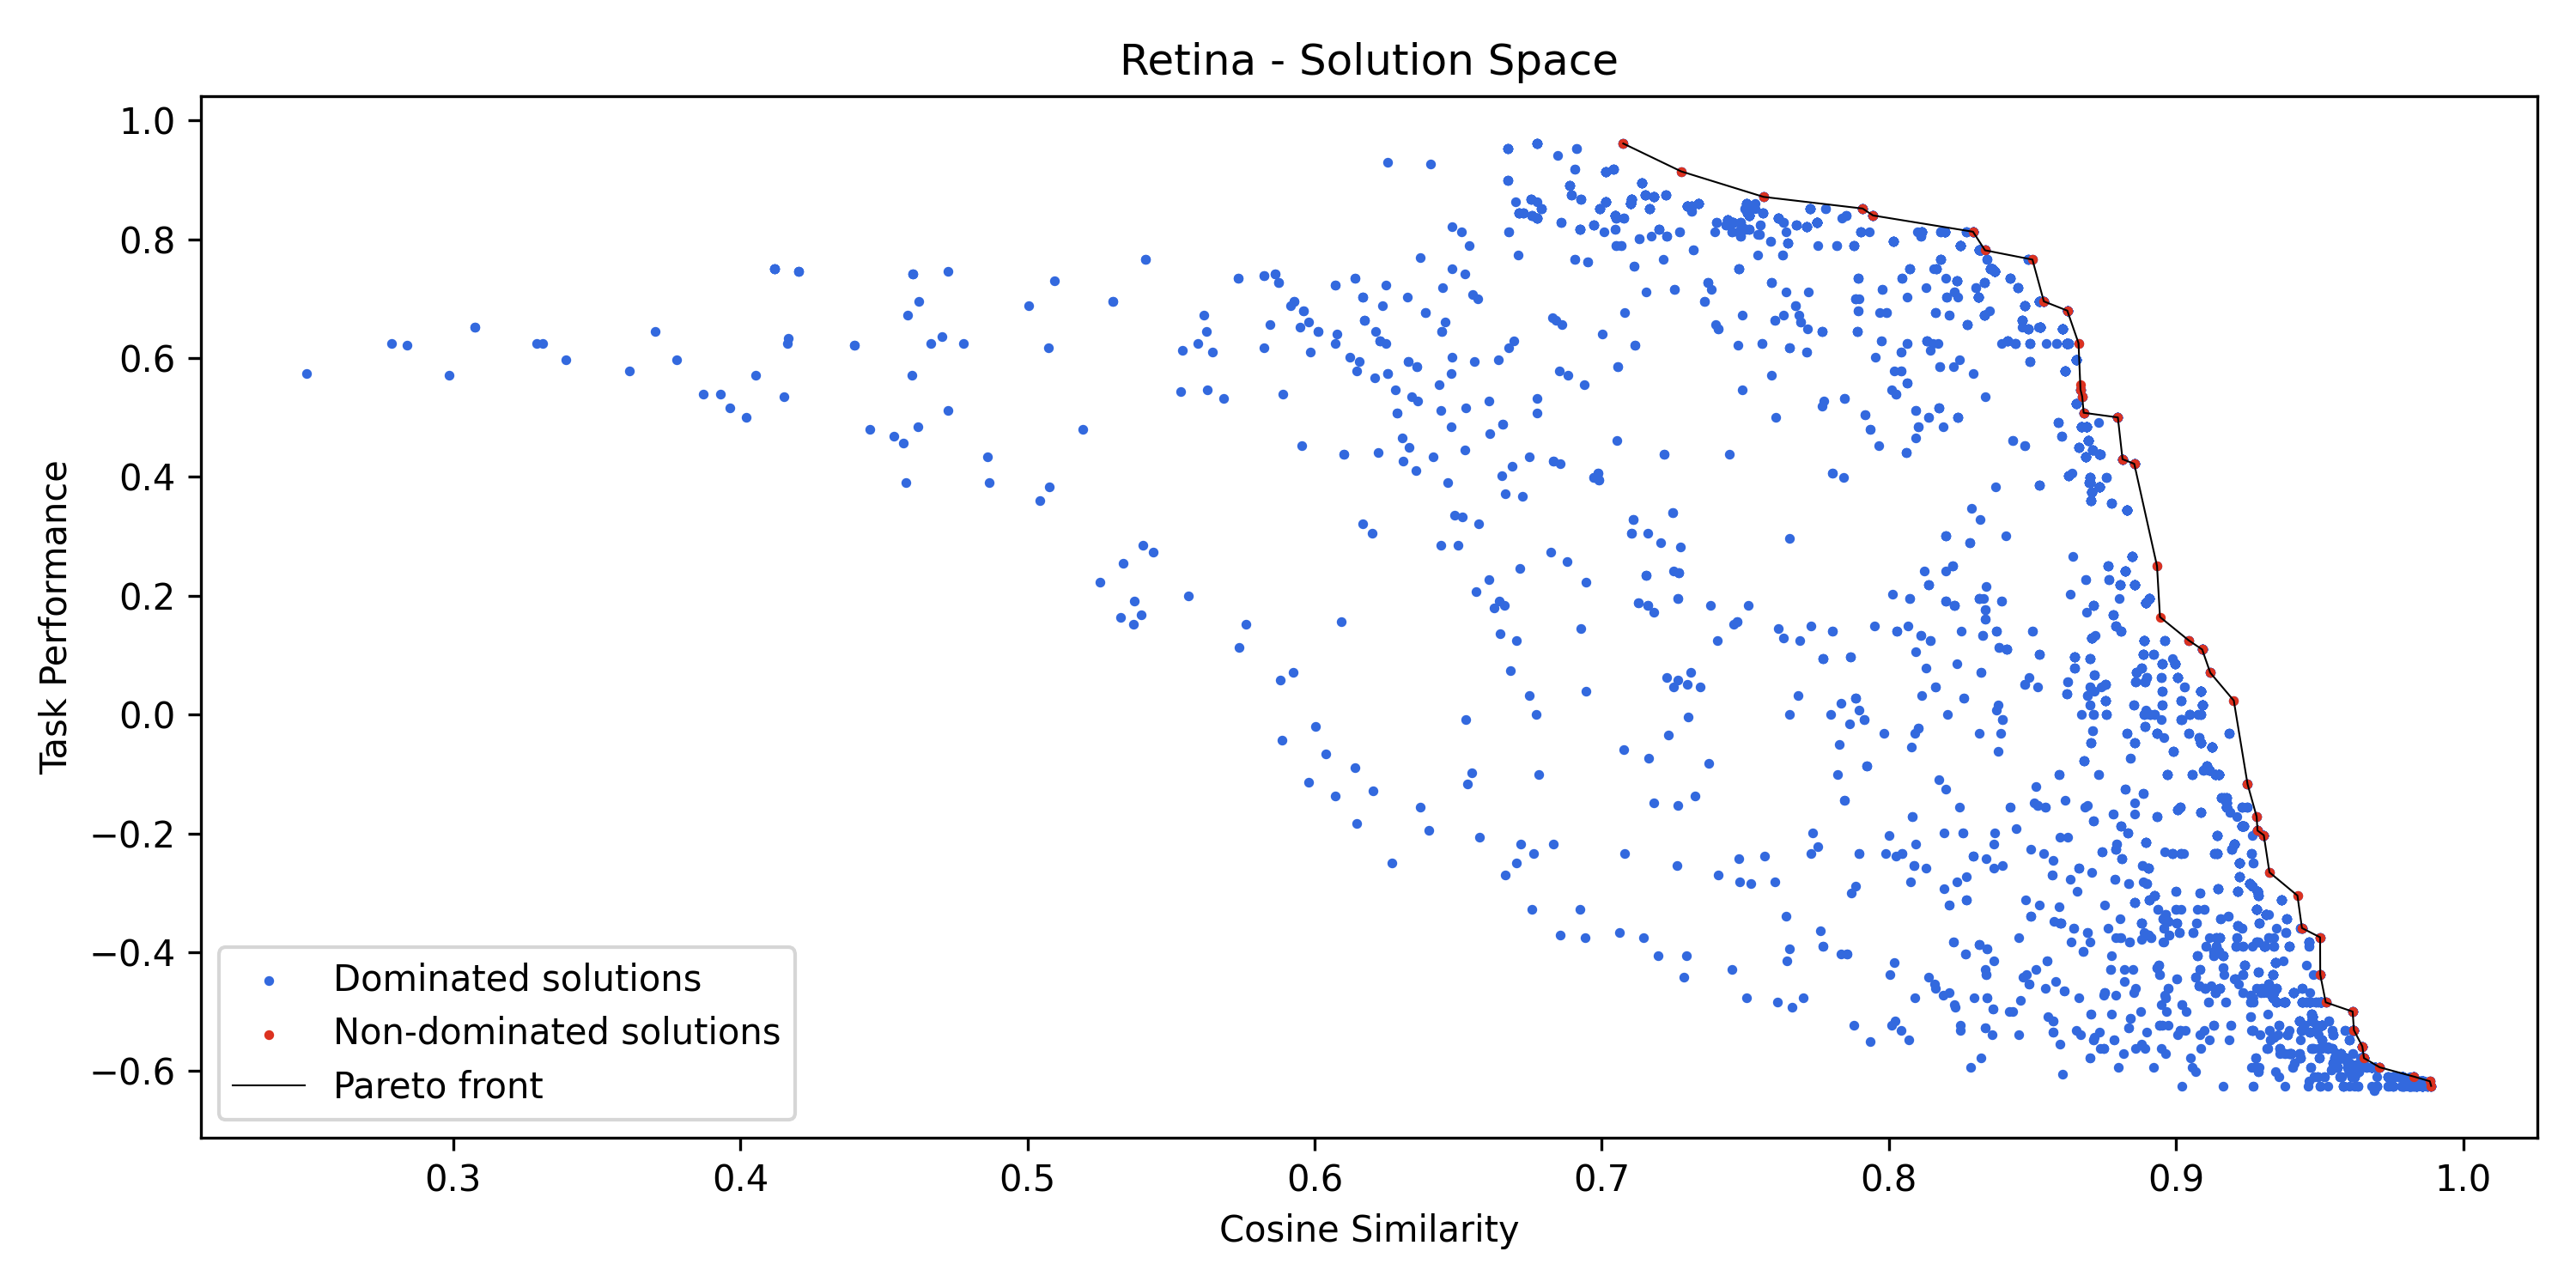 Retina - Solution Space
1.0
0.8
0.6
0.4
0.2
0.0
−0.2
−0.4
−0.6
Task Performance
Dominated solutions
Non-dominated solutions
Pareto front
0.3 0.4 0.5 0.6 0.7 0.8 0.9 1.0
Cosine Similarity